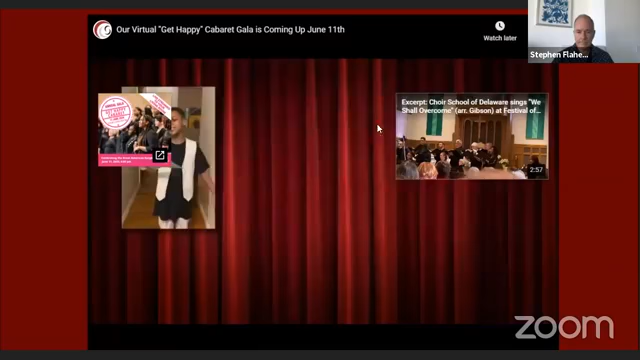 Our Virtual "Get Happy" Cabaret Gala is Coming Up June 11th
Watch later
Stephen Flahe...
Excerpt: Choir School of Delaware sings "We
Shall Overcome" (arr. Gibson) at Festival of...
2:57
zoom